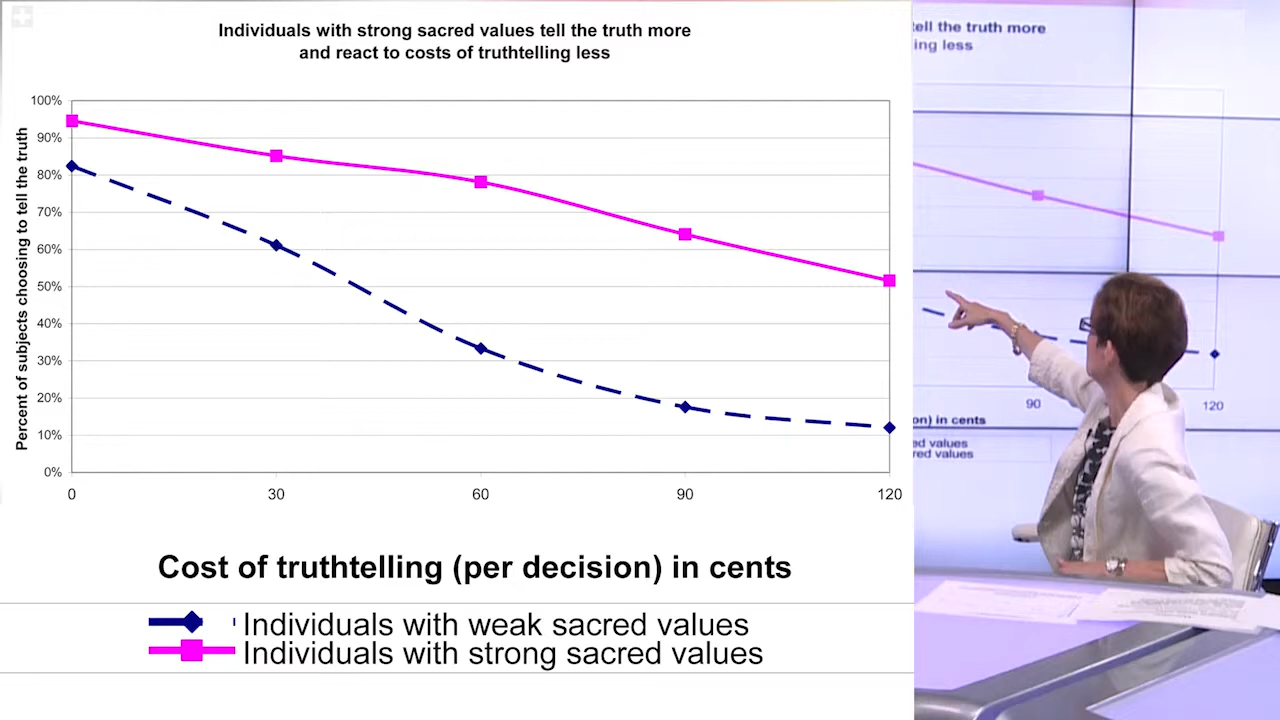 Individuals with strong sacred values tell the truth more
and react to costs of truthtelling less
Percent of subjects choosing to tell the truth
100%
90%
80%
70%
60%
50%
40%
30%
20%
10%
0%
0 30 60 90 120
Cost of truthtelling (per decision) in cents
Individuals with weak sacred values
Individuals with strong sacred values
tell the truth more
ing less
90 120
on) in cents
ed values
red values